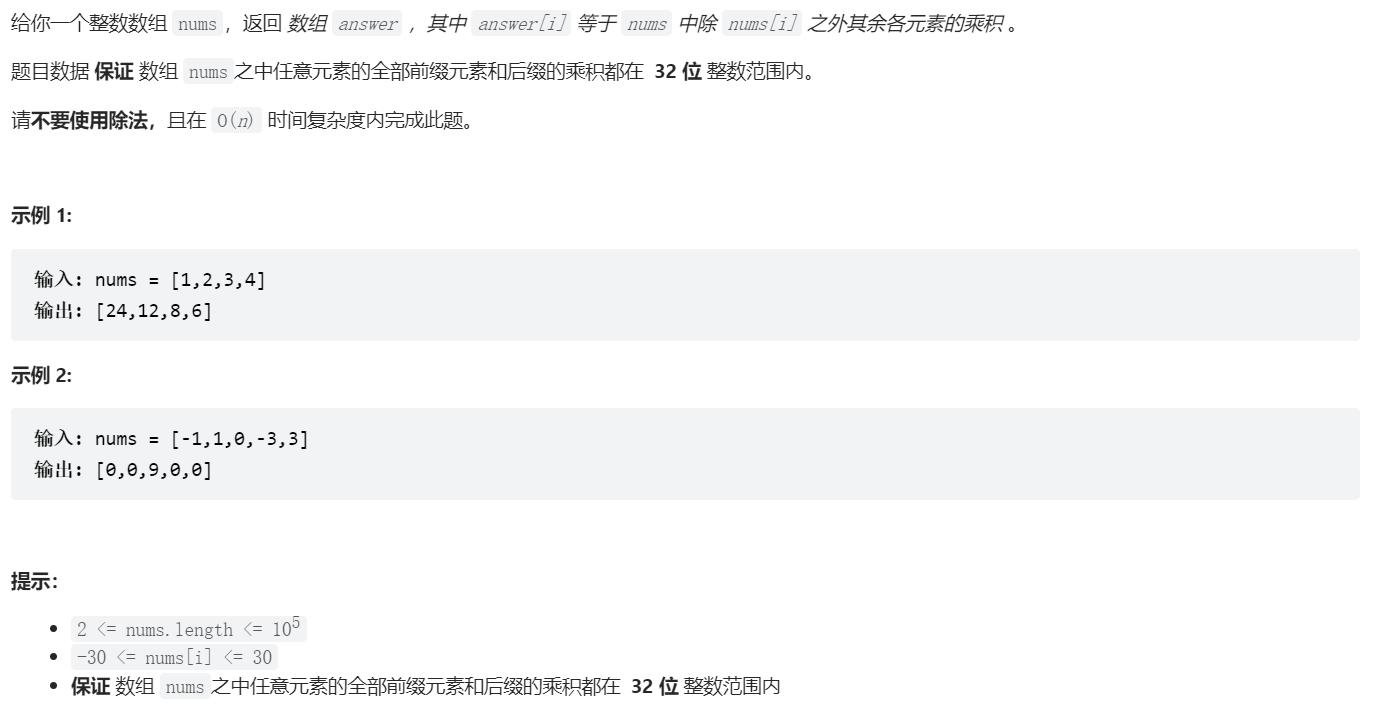 给你一个整数数组 nums，返回 数组 answer ，其中 answer[i] 等于 nums 中除 nums[i] 之外其余各元素的乘积 。
题目数据 保证 数组 nums之中任意元素的全部前缀元素和后缀的乘积都在 32 位 整数范围内。
请不要使用除法，且在 O(n) 时间复杂度内完成此题。
示例 1:
输入: nums = [1,2,3,4]
输出: [24,12,8,6]
示例 2:
输入: nums = [-1,1,0,-3,3]
输出: [0,0,9,0,0]
提示：
• 2 <= nums.length <= 10⁵
• -30 <= nums[i] <= 30
• 保证 数组 nums之中任意元素的全部前缀元素和后缀的乘积都在 32 位 整数范围内